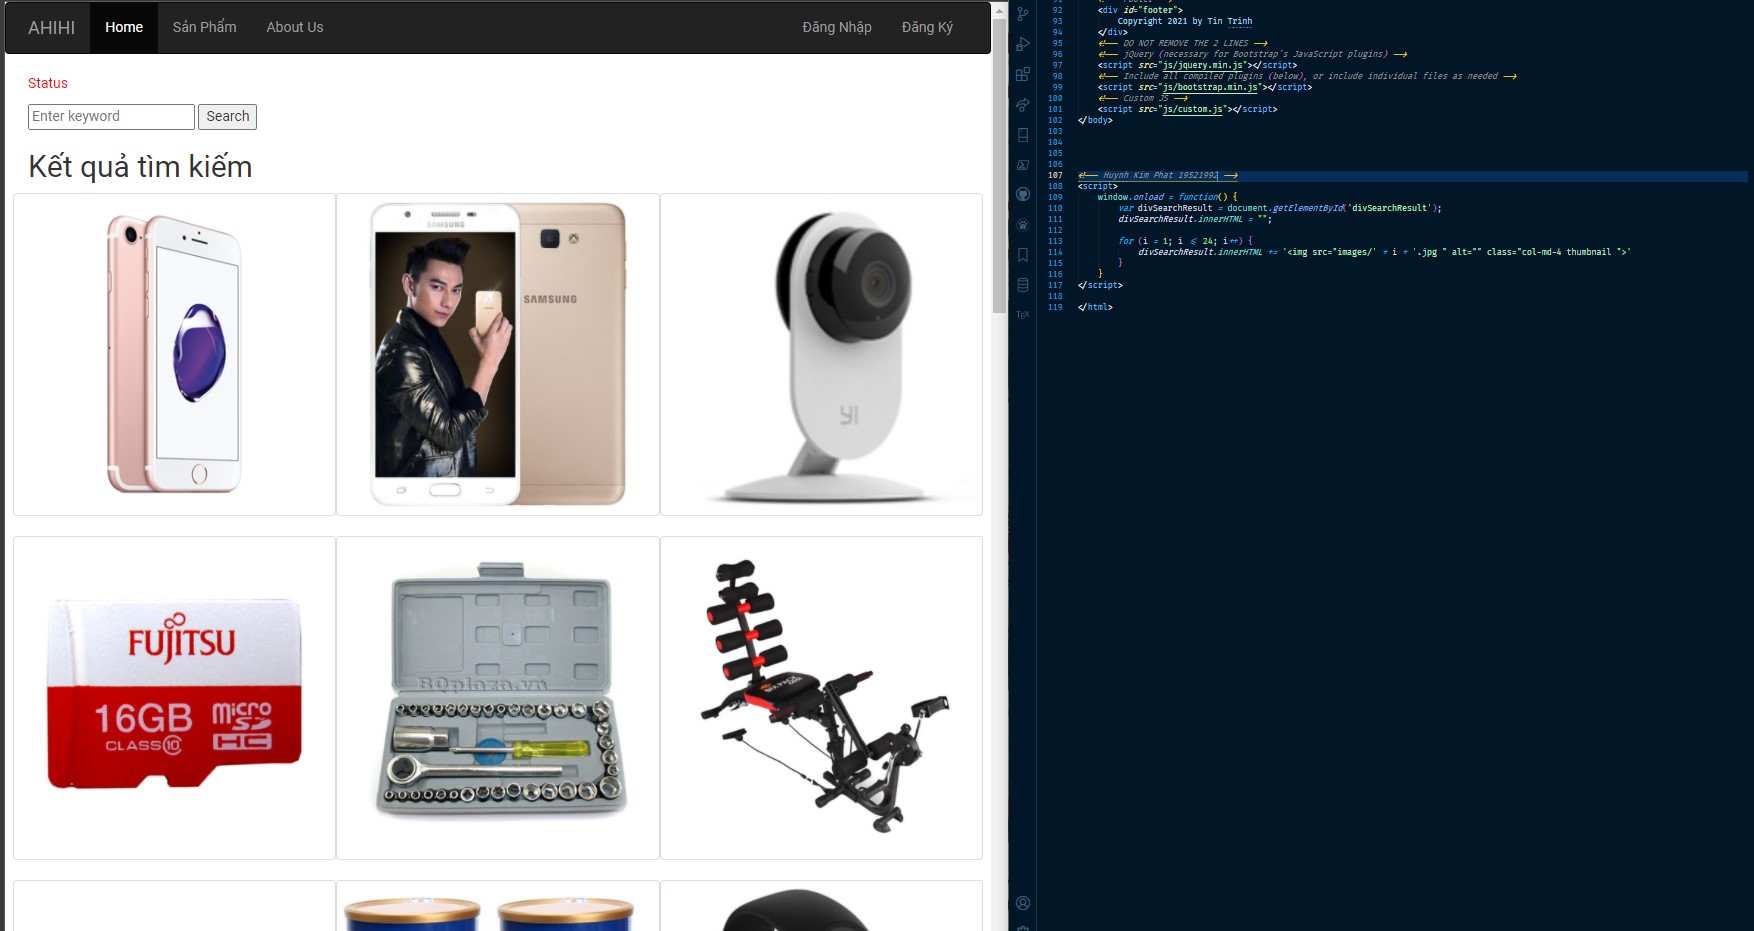 AHIHI Home Sản Phẩm About Us Đăng Nhập Đăng Ký
Status
Enter keyword Search
Kết quả tìm kiếm
SAMSUNG
SAMSUNG
YI
FUJITSU
16GB
CLASS 10
micro
SD
HC
BQplaza.vn
SIX PACK
92 <div id="footer">
93 Copyright 2021 by Tin Trinh
94 </div>
95 <!-- DO NOT REMOVE THE 2 LINES -->
96 <!-- jQuery (necessary for Bootstrap's JavaScript plugins) -->
97 <script src="js/jquery.min.js"></script>
98 <!-- Include all compiled plugins (below), or include individual files as needed -->
99 <script src="js/bootstrap.min.js"></script>
100 <!-- Custom JS -->
101 <script src="js/custom.js"></script>
102 </body>
103
104
105
106
107 <!-- Huynh Kim Phat 19521992 -->
108 <script>
109 window.onload = function() {
110 var divSearchResult = document.getElementById('divSearchResult');
111 divSearchResult.innerHTML = "";
112
113 for (i = 1; i <= 24; i++) {
114 divSearchResult.innerHTML += '<img src="images/' + i + '.jpg " alt="" class="col-md-4 thumbnail ">'
115 }
116 }
117 </script>
118
119 </html>
TEX